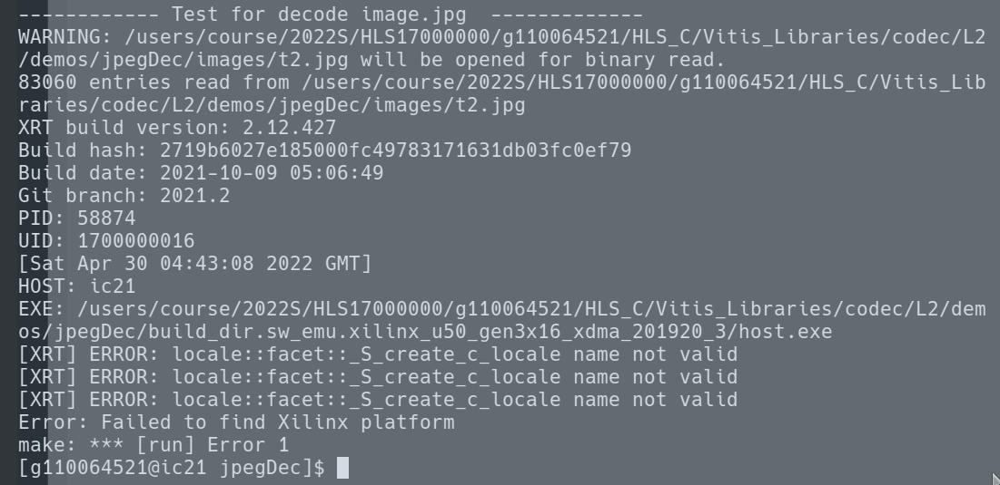 ------------ Test for decode image.jpg  -------------
WARNING: /users/course/2022S/HLS17000000/g110064521/HLS_C/Vitis_Libraries/codec/L2
/demos/jpegDec/images/t2.jpg will be opened for binary read.
83060 entries read from /users/course/2022S/HLS17000000/g110064521/HLS_C/Vitis_Lib
raries/codec/L2/demos/jpegDec/images/t2.jpg
XRT build version: 2.12.427
Build hash: 2719b6027e185000fc49783171631db03fc0ef79
Build date: 2021-10-09 05:06:49
Git branch: 2021.2
PID: 58874
UID: 1700000016
[Sat Apr 30 04:43:08 2022 GMT]
HOST: ic21
EXE: /users/course/2022S/HLS17000000/g110064521/HLS_C/Vitis_Libraries/codec/L2/dem
os/jpegDec/build_dir.sw_emu.xilinx_u50_gen3x16_xdma_201920_3/host.exe
[XRT] ERROR: locale::facet::_S_create_c_locale name not valid
[XRT] ERROR: locale::facet::_S_create_c_locale name not valid
[XRT] ERROR: locale::facet::_S_create_c_locale name not valid
Error: Failed to find Xilinx platform
make: *** [run] Error 1
[g110064521@ic21 jpegDec]$